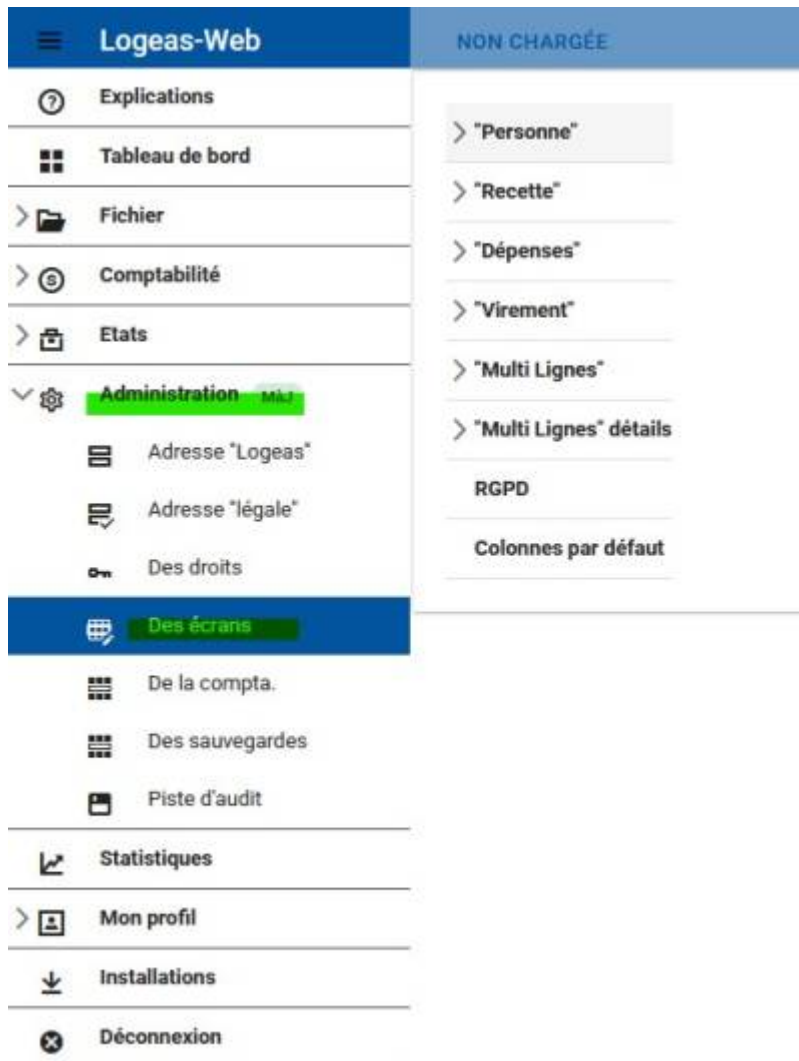 Logeas-Web
Explications
Tableau de bord
Fichier
Comptabilité
Etats
Administration MàJ
Adresse "Logeas"
Adresse "légale"
Des droits
Des écrans
De la compta.
Des sauvegardes
Piste d'audit
Statistiques
Mon profil
Installations
Déconnexion
NON CHARGÉE
"Personne"
"Recette"
"Dépenses"
"Virement"
"Multi Lignes"
"Multi Lignes" détails
RGPD
Colonnes par défaut